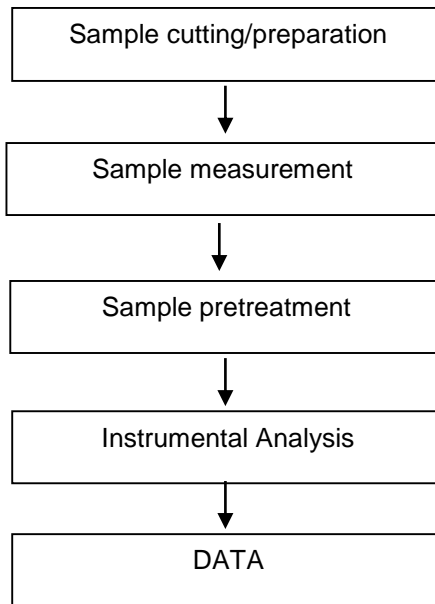 Sample cutting/preparation
Sample measurement
Sample pretreatment
Instrumental Analysis
DATA